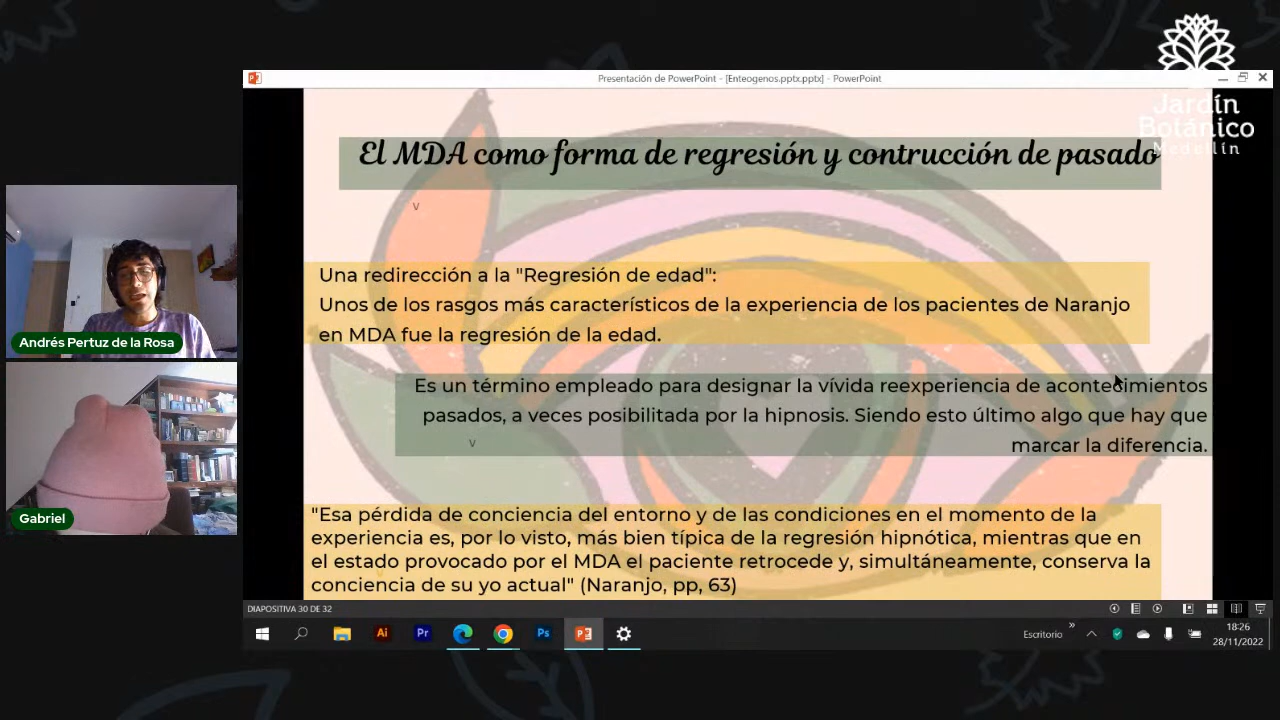 Jardín
Botánico
Medellín
Presentación de PowerPoint - [Enteogenos.pptx.pptx] - PowerPoint
El MDA como forma de regresión y contrucción de pasado
v
Una redirección a la "Regresión de edad":
Unos de los rasgos más característicos de la experiencia de los pacientes de Naranjo
en MDA fue la regresión de la edad.
Es un término empleado para designar la vívida reexperiencia de acontecimientos
pasados, a veces posibilitada por la hipnosis. Siendo esto último algo que hay que
marcar la diferencia.
v
"Esa pérdida de conciencia del entorno y de las condiciones en el momento de la
experiencia es, por lo visto, más bien típica de la regresión hipnótica, mientras que en
el estado provocado por el MDA el paciente retrocede y, simultáneamente, conserva la
conciencia de su yo actual" (Naranjo, pp, 63)
Andrés Pertuz de la Rosa
Gabriel
DIAPOSITIVA 30 DE 32
Ai
Pr
Ps
Escritorio
18:26
28/11/2022